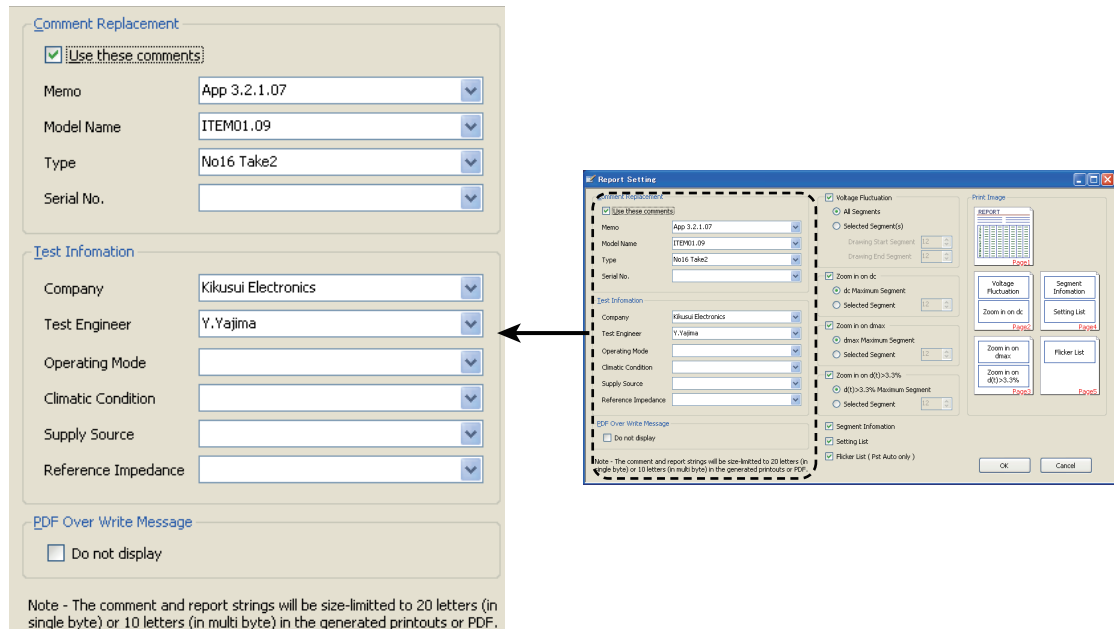 Comment Replacement
Use these comments
Memo App 3.2.1.07
Model Name ITEM01.09
Type No16 Take2
Serial No.
Test Infomation
Company Kikusui Electronics
Test Engineer Y.Yajima
Operating Mode
Climatic Condition
Supply Source
Reference Impedance
PDF Over Write Message
Do not display
Note - The comment and report strings will be size-limitted to 20 letters (in
single byte) or 10 letters (in multi byte) in the generated printouts or PDF.
Report Setting
Comment Replacement
Use these comments
Memo App 3.2.1.07
Model Name ITEM01.09
Type No16 Take2
Serial No.
Test Infomation
Company Kikusui Electronics
Test Engineer Y.Yajima
Operating Mode
Climatic Condition
Supply Source
Reference Impedance
PDF Over Write Message
Do not display
Note - The comment and report strings will be size-limitted to 20 letters (in
single byte) or 10 letters (in multi byte) in the generated printouts or PDF.
Voltage Fluctuation
All Segments
Selected Segment(s)
Drawing Start Segment 12
Drawing End Segment 12
Zoom in on dc
dc Maximum Segment
Selected Segment 12
Zoom in on dmax
dmax Maximum Segment
Selected Segment 12
Zoom in on d(t)>3.3%
d(t)>3.3% Maximum Segment
Selected Segment 12
Segment Infomation
Setting List
Flicker List ( Pst Auto only )
Print Image
REPORT
Page1
Voltage
Fluctuation
Zoom in on dc
Page2
Segment
Infomation
Setting List
Page4
Zoom in on
dmax
Zoom in on
d(t)>3.3%
Page3
Flicker List
Page5
OK Cancel